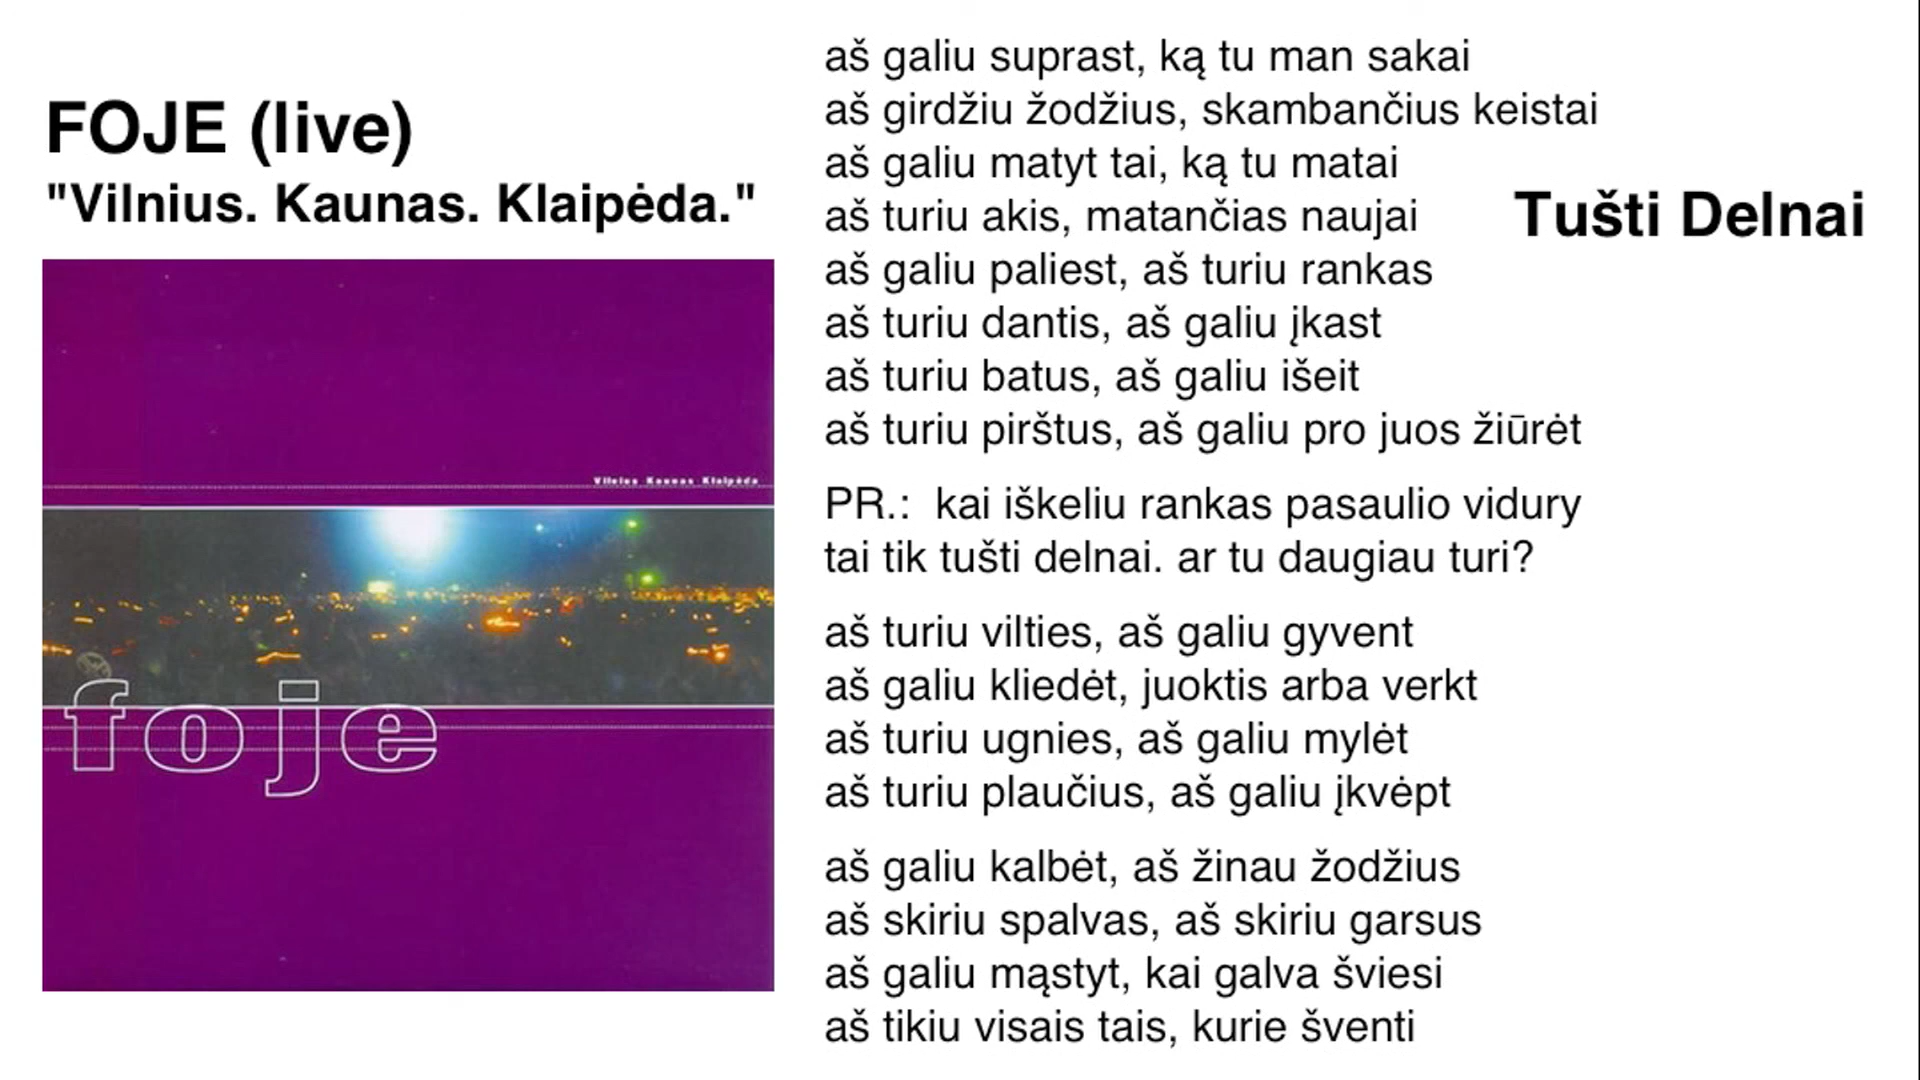 FOJE (live)
"Vilnius. Kaunas. Klaipėda."
Vilnius Kaunas Klaipėda
foje
Tušti Delnai
aš galiu suprast, ką tu man sakai
aš girdžiu žodžius, skambančius keistai
aš galiu matyt tai, ką tu matai
aš turiu akis, matančias naujai
aš galiu paliest, aš turiu rankas
aš turiu dantis, aš galiu įkast
aš turiu batus, aš galiu išeit
aš turiu pirštus, aš galiu pro juos žiūrėt
PR.: kai iškeliu rankas pasaulio vidury
tai tik tušti delnai. ar tu daugiau turi?
aš turiu vilties, aš galiu gyvent
aš galiu kliedėt, juoktis arba verkt
aš turiu ugnies, aš galiu mylėt
aš turiu plaučius, aš galiu įkvėpt
aš galiu kalbėt, aš žinau žodžius
aš skiriu spalvas, aš skiriu garsus
aš galiu mąstyt, kai galva šviesi
aš tikiu visais tais, kurie šventi